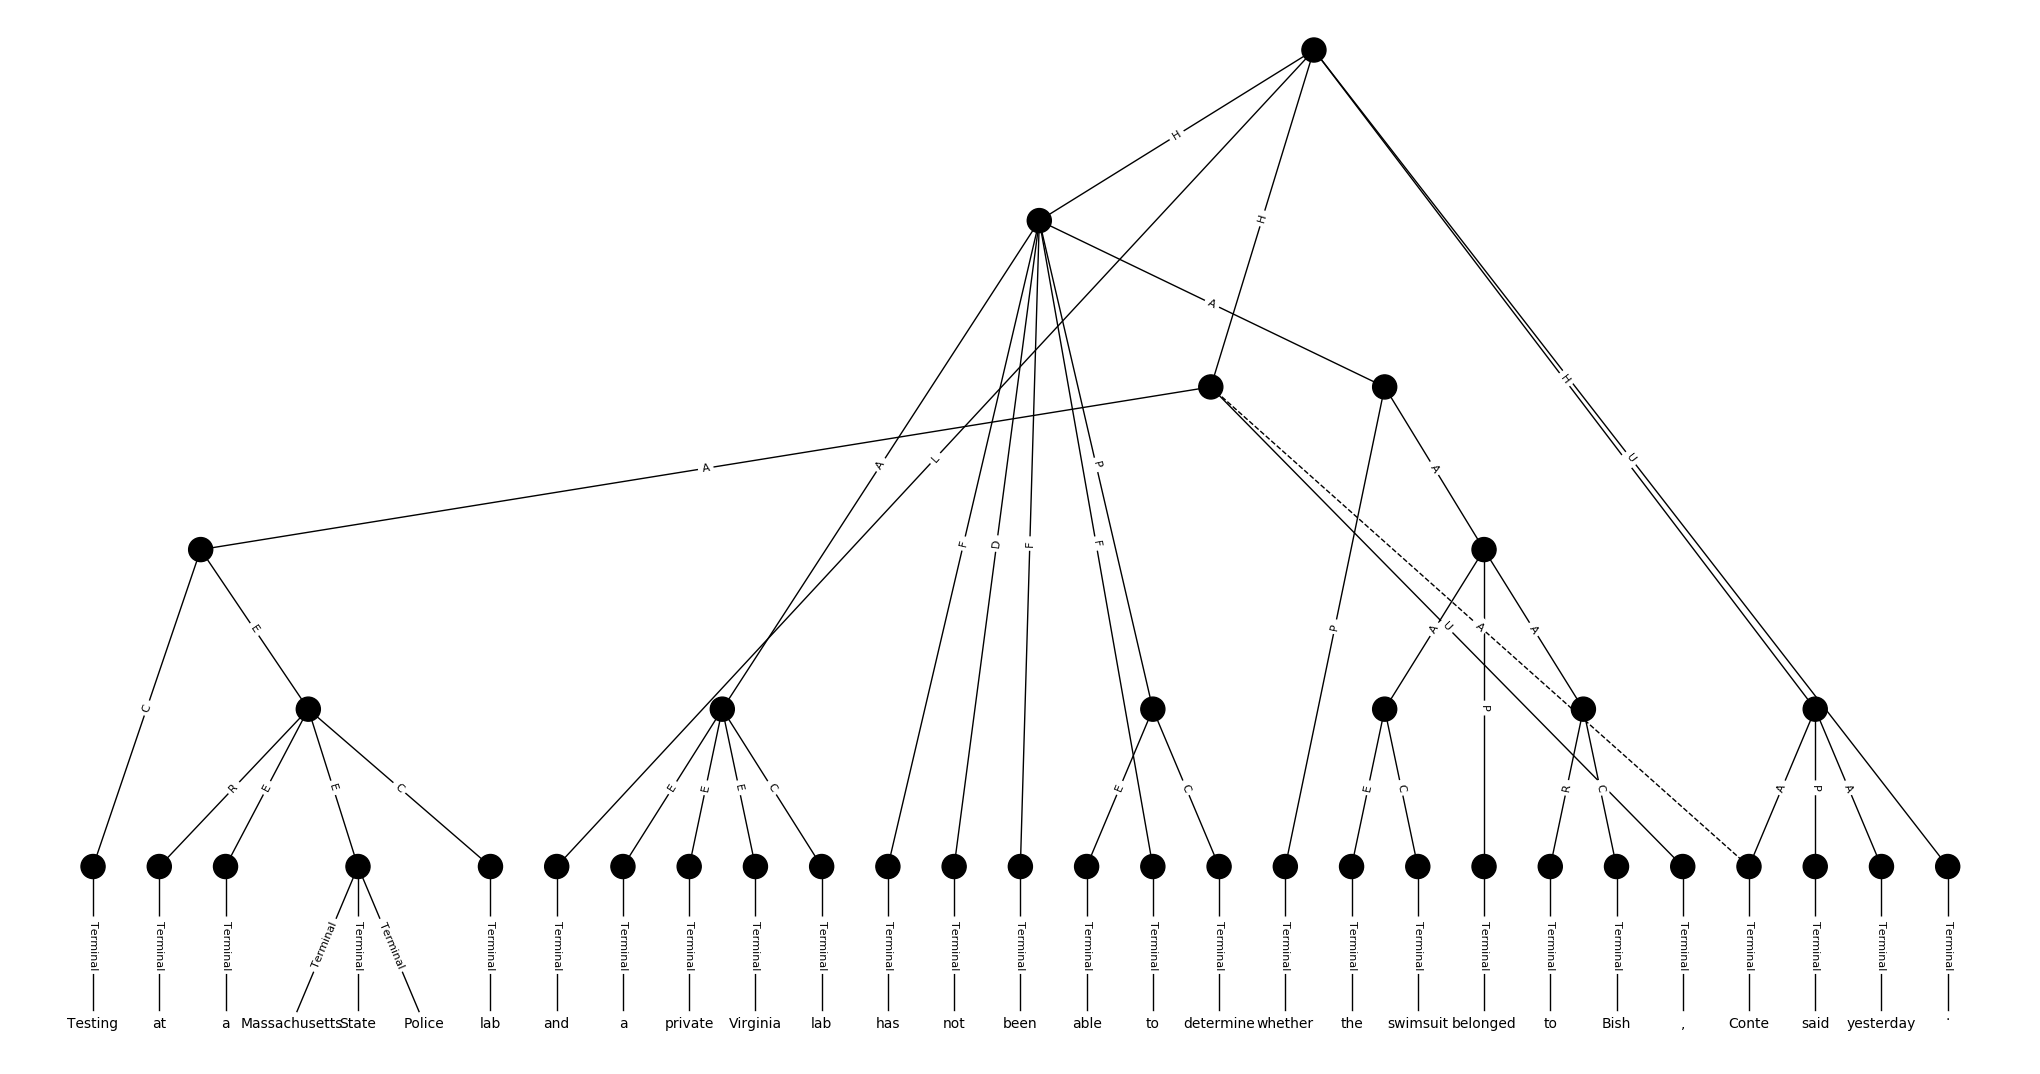 H
H
A
A
L
H
U
A
A
F
D
F
F
P
A
E
P
A
U
A
P
A
C
R
E
E
C
E
E
E
C
E
C
E
C
R
C
A
P
A
Terminal Terminal Terminal Terminal Terminal Terminal Terminal Terminal Terminal Terminal Terminal Terminal Terminal Terminal Terminal Terminal Terminal Terminal Terminal Terminal Terminal Terminal Terminal Terminal Terminal Terminal Terminal Terminal Terminal
Testing at a Massachusetts State Police lab and a private Virginia lab has not been able to determine whether the swimsuit belonged to Bish , Conte said yesterday .